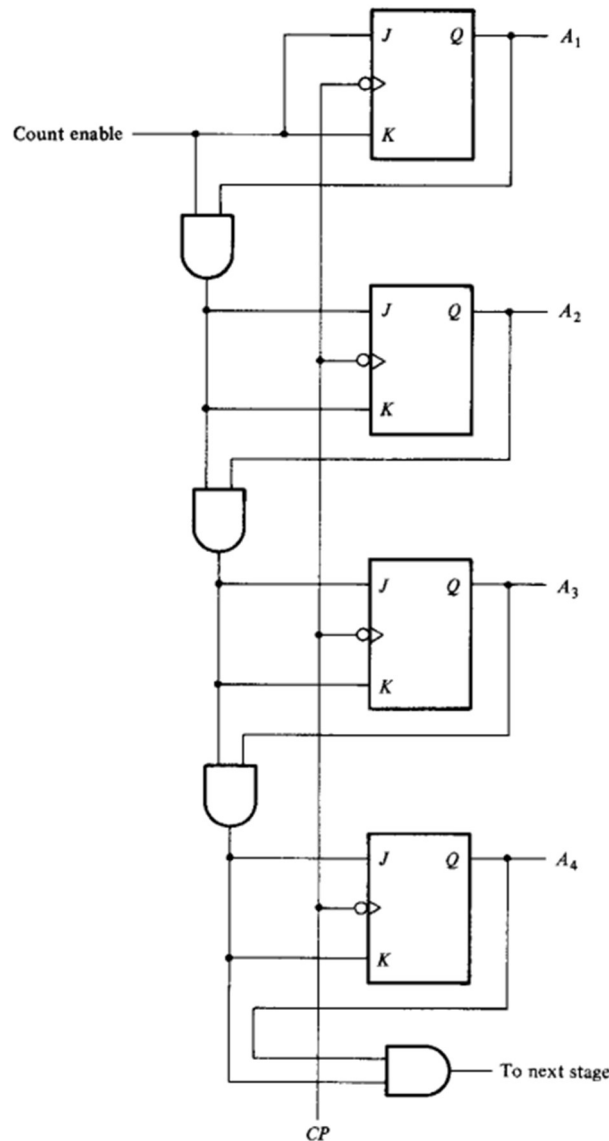 J Q A1
Count enable
K
J Q A2
K
J Q A3
K
J Q A4
K
To next stage
CP